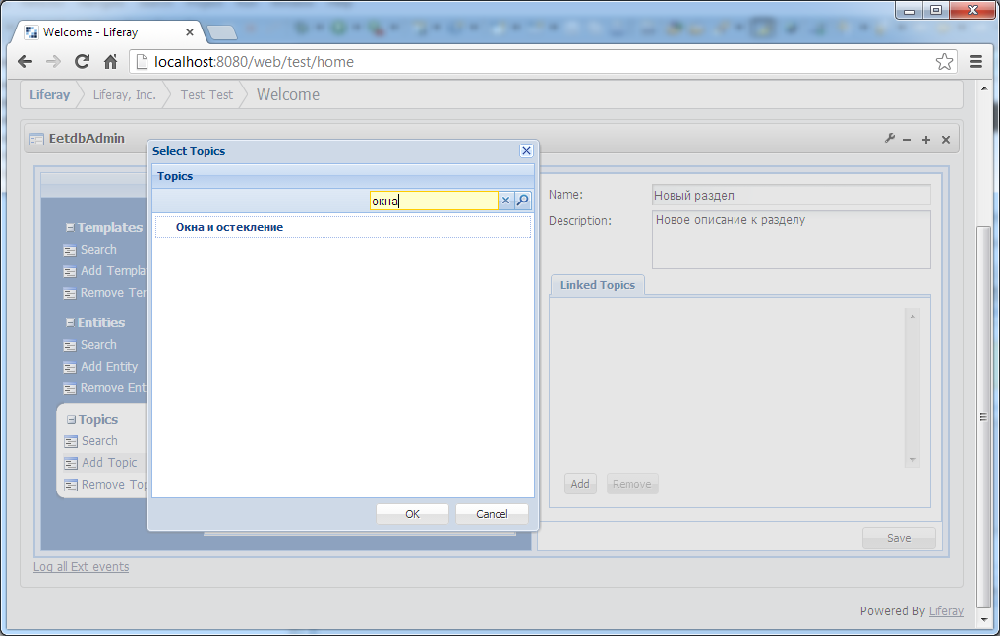 Welcome - Liferay
localhost:8080/web/test/home
Liferay Liferay, Inc. Test Test Welcome
EetdbAdmin
Select Topics
Topics
окна
Окна и остекление
OK Cancel
Templates
Search
Add Templa
Remove Ter
Entities
Search
Add Entity
Remove Ent
Topics
Search
Add Topic
Remove Top
Name: Новый раздел
Description: Новое описание к разделу
Linked Topics
Add Remove
Save
Log all Ext events
Powered By Liferay